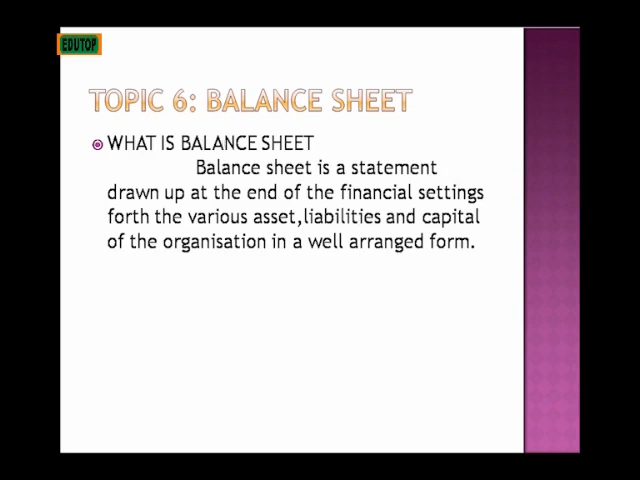 EDUTOP
TOPIC 6: BALANCE SHEET
WHAT IS BALANCE SHEET
Balance sheet is a statement
drawn up at the end of the financial settings
forth the various asset,liabilities and capital
of the organisation in a well arranged form.